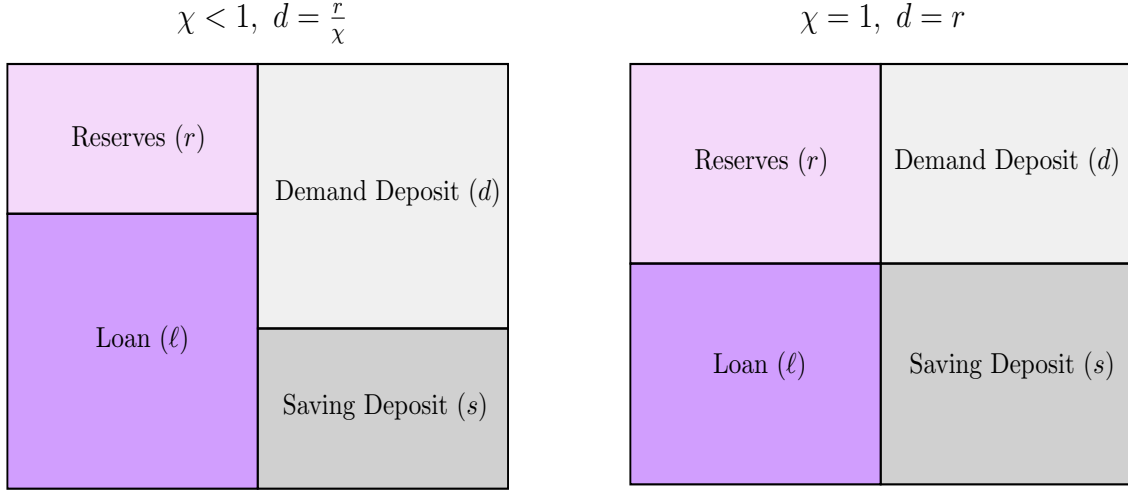 χ < 1, d = r/χ
Reserves (r)
Demand Deposit (d)
Loan (ℓ)
Saving Deposit (s)
χ = 1, d = r
Reserves (r)
Demand Deposit (d)
Loan (ℓ)
Saving Deposit (s)